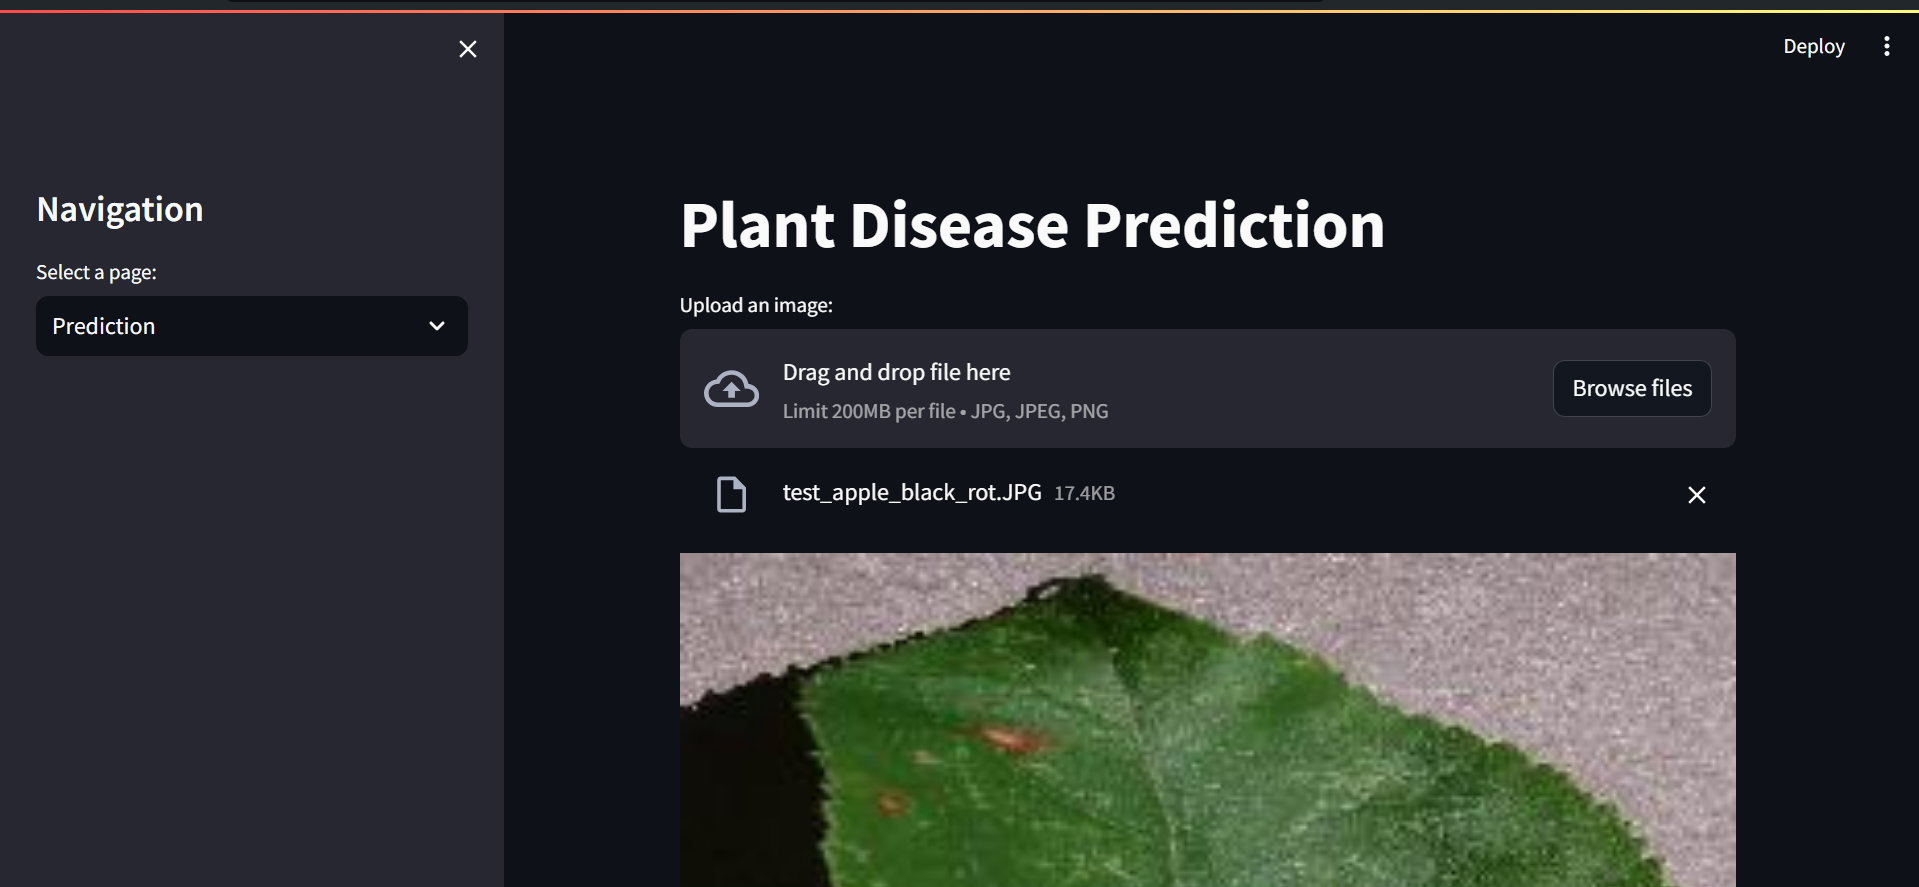 Deploy
Navigation
Select a page:
Prediction
Plant Disease Prediction
Upload an image:
Drag and drop file here
Limit 200MB per file • JPG, JPEG, PNG
Browse files
test_apple_black_rot.JPG 17.4KB